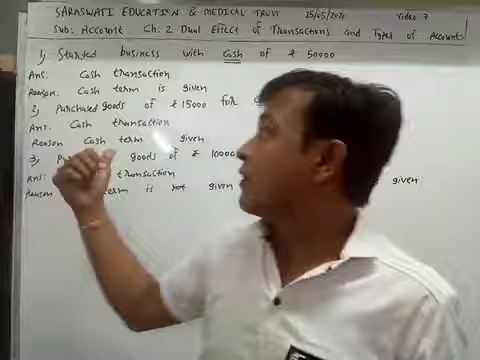 SARASWATI EDUCATION & MEDICAL TRUST 15/05/2020 Video 7
Sub: Account Ch. 2 Dual Effect of Transactions and Types of Accounts
1, Started business with Cash of ₹ 50000
Ans: Cash transaction
Reason. Cash term is given
2, Purchased goods of ₹ 15000 for
Ans: Cash transaction
Reason Cash term given
3, goods of ₹ 10000
Ans: transaction
Reason term is not given given.